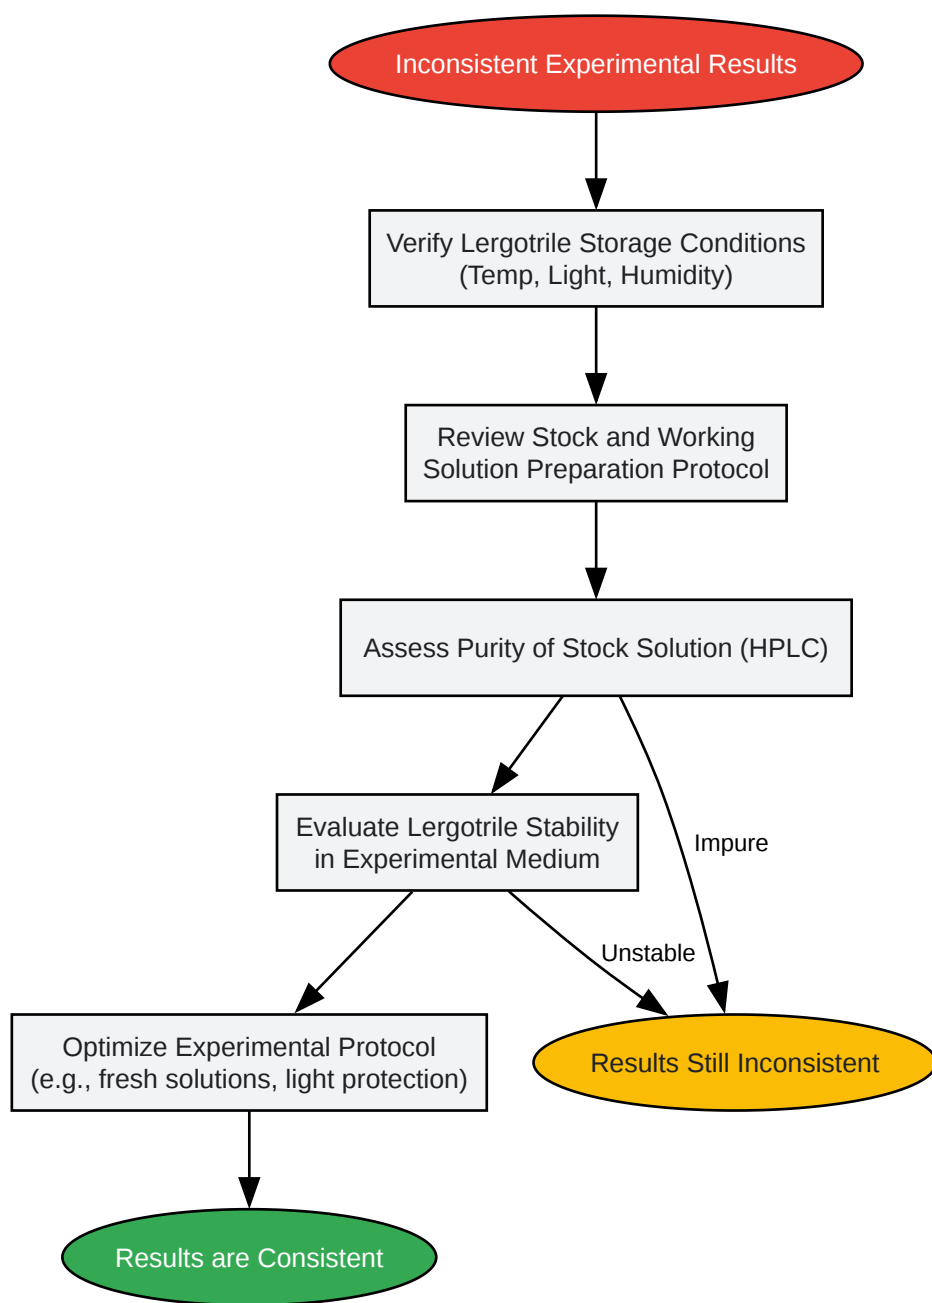 Inconsistent Experimental Results
Verify Lergotrile Storage Conditions
(Temp, Light, Humidity)
Review Stock and Working
Solution Preparation Protocol
Assess Purity of Stock Solution (HPLC)
Evaluate Lergotrile Stability
in Experimental Medium
Impure
Unstable
Optimize Experimental Protocol
(e.g., fresh solutions, light protection)
Results Still Inconsistent
Results are Consistent